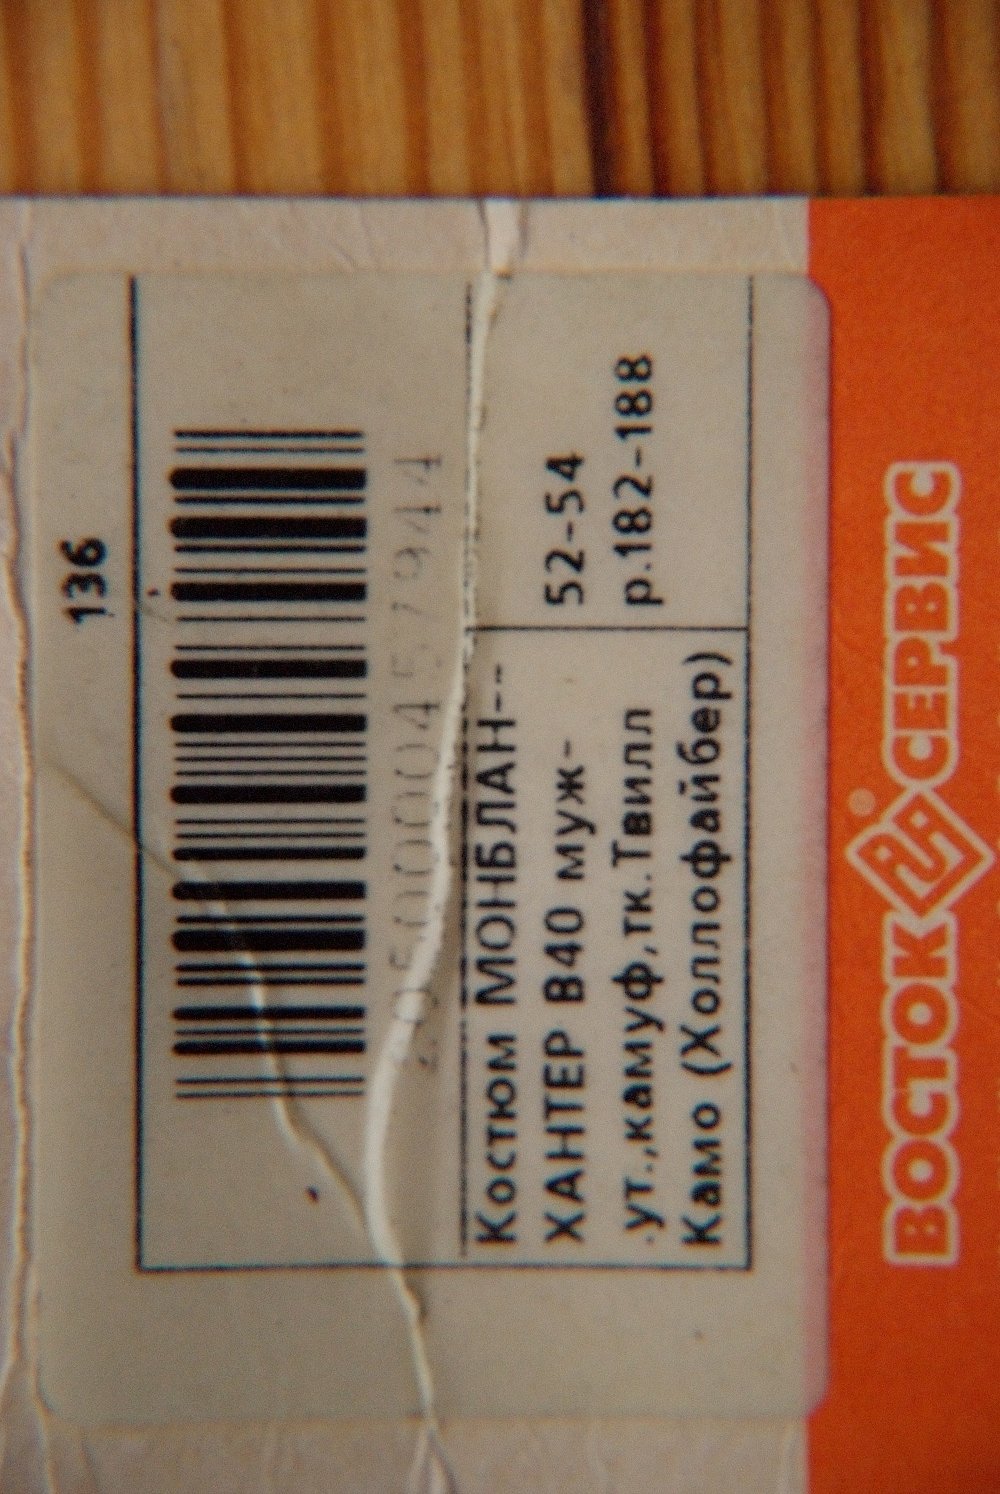 136
Костюм МОНБЛАН--
ХАНТЕР В40 муж-
.ут.,камуф,тк.Твилл
Камо (Холлофайбер)
52-54
р.182-188
ВОСТОК СЕРВИС